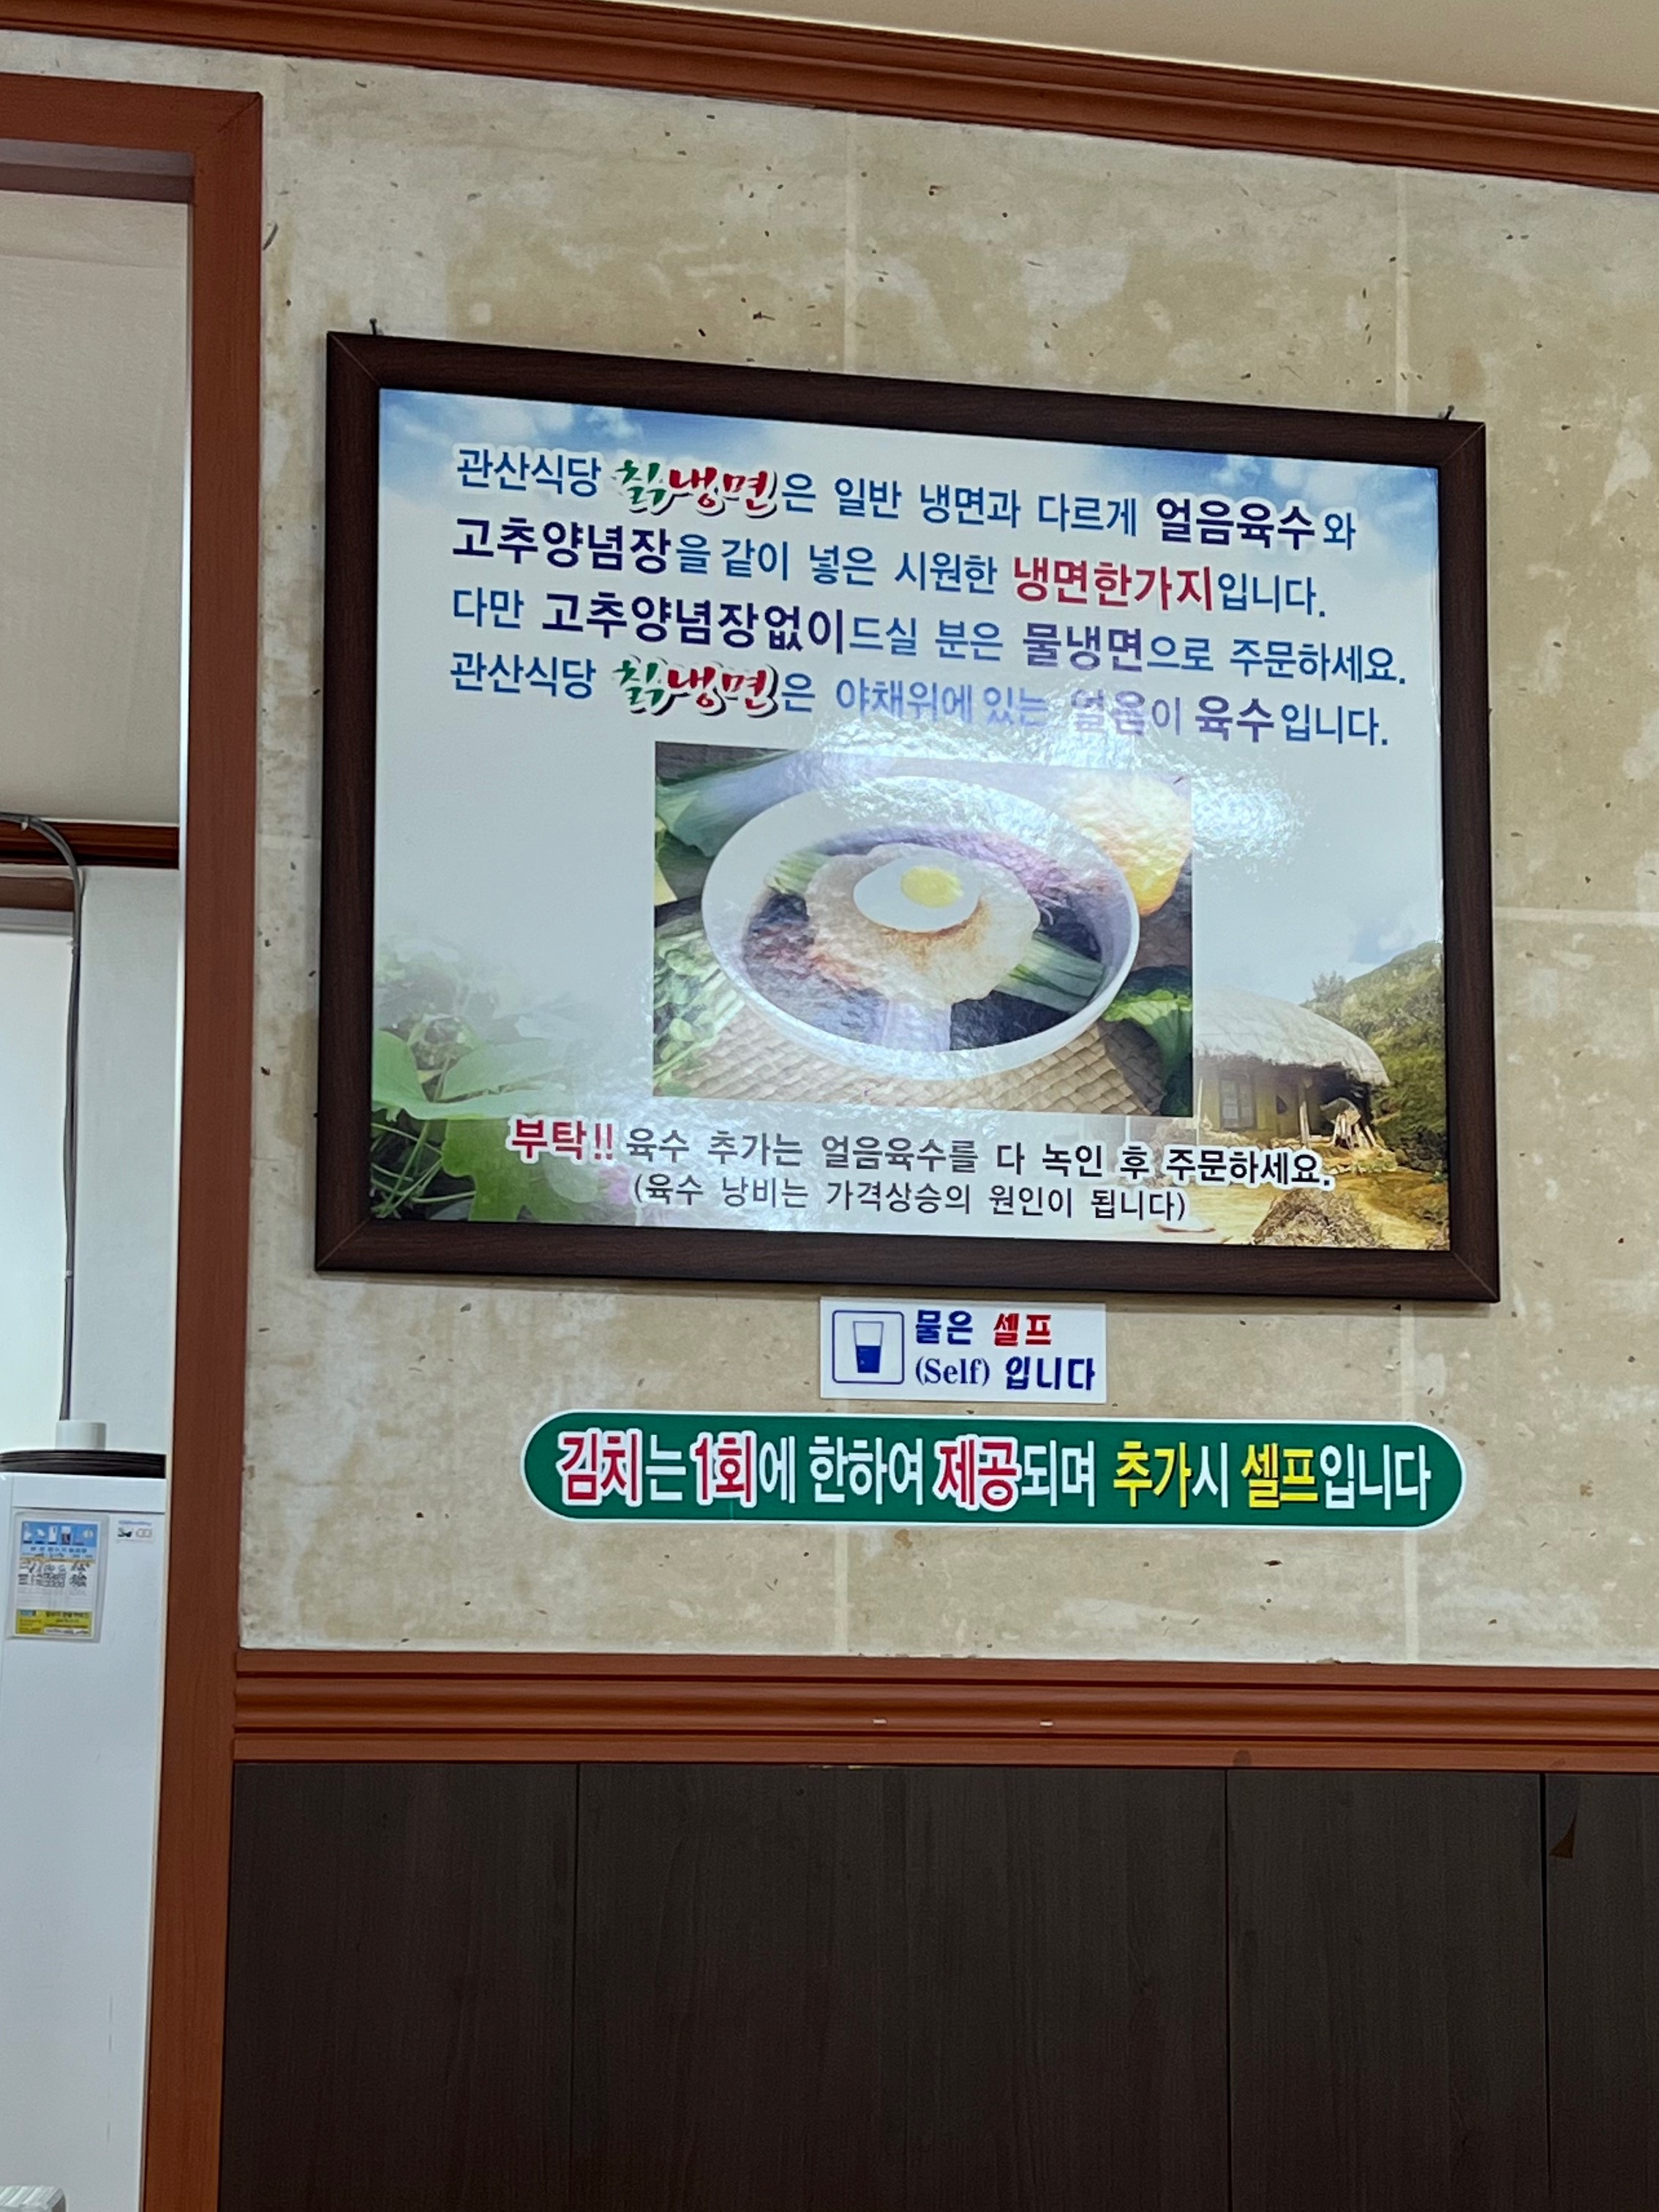 관산식당 칡냉면은 일반 냉면과 다르게 얼음육수와
고추양념장을 같이 넣은 시원한 냉면한가지입니다.
다만 고추양념장없이드실 분은 물냉면으로 주문하세요.
관산식당 칡냉면은 야채위에 있는 얼음이 육수입니다.
부탁!! 육수 추가는 얼음육수를 다 녹인 후 주문하세요.
(육수 낭비는 가격상승의 원인이 됩니다)
물은 셀프
(Self) 입니다
김치는 1회에 한하여 제공되며 추가시 셀프입니다